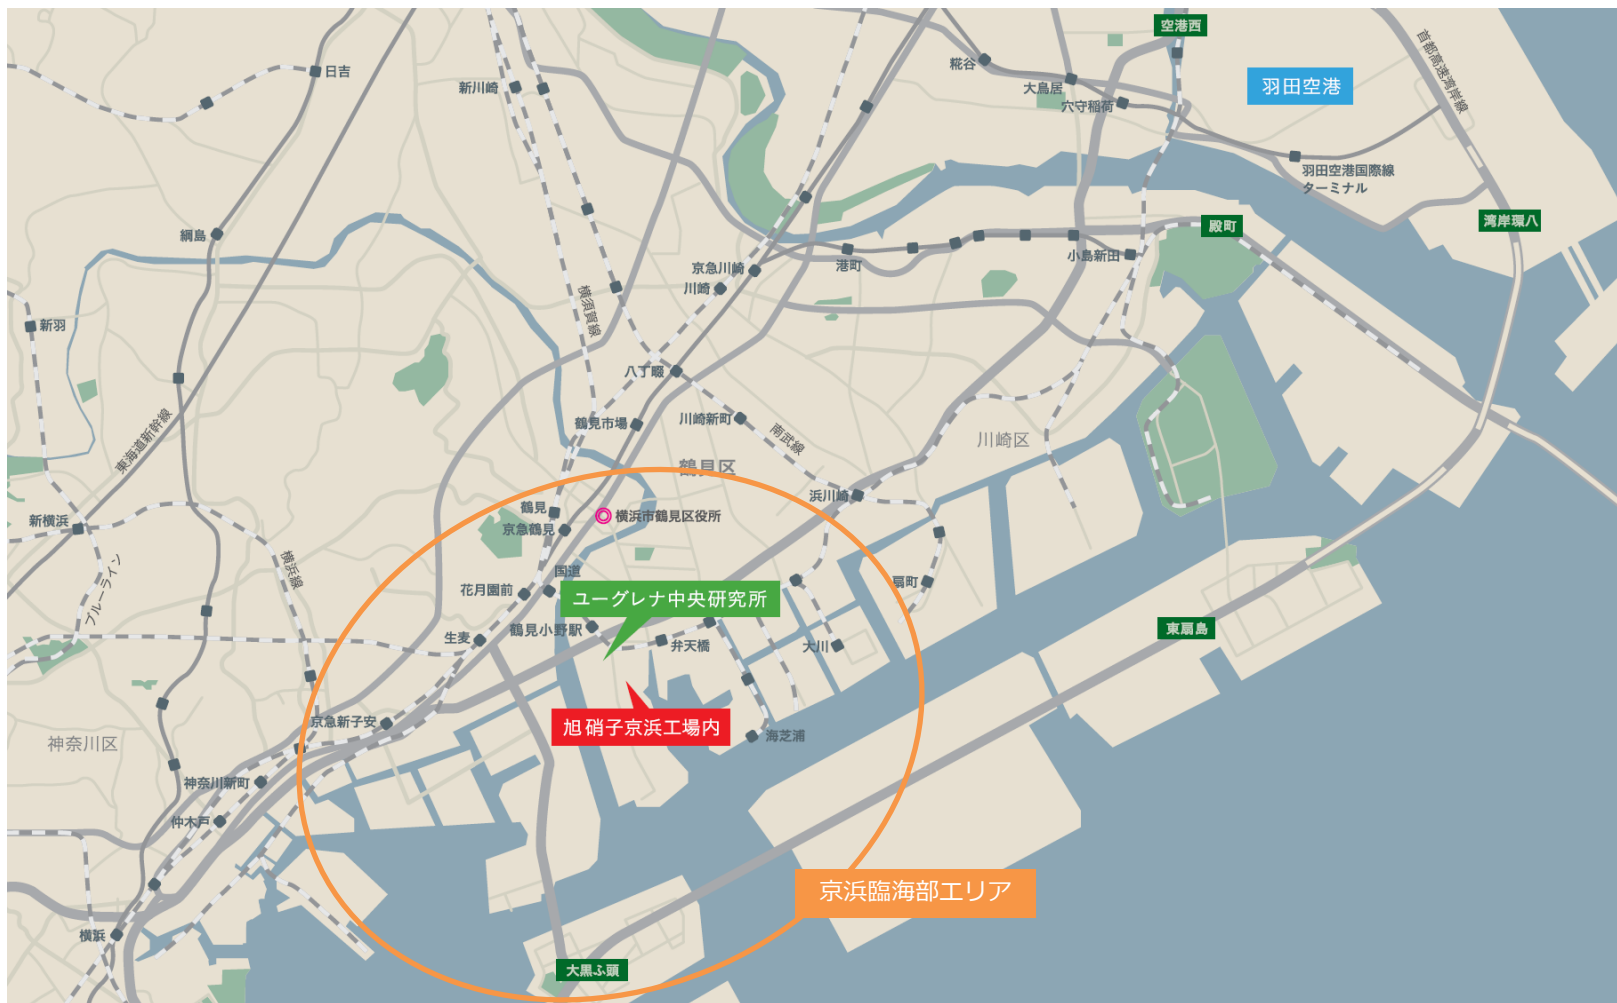 空港西
首都高速湾岸線
日吉
糀谷
新川崎
大鳥居
穴守稲荷
羽田空港
羽田空港国際線
ターミナル
湾岸環八
殿町
綱島
京急川崎
港町
小島新田
川崎
横須賀線
新羽
八丁畷
鶴見市場
川崎新町
南武線
川崎区
東海道新幹線
鶴見区
浜川崎
鶴見
横浜市鶴見区役所
新横浜
京急鶴見
横浜線
ブルーライン
国道
扇町
花月園前
ユーグレナ中央研究所
鶴見小野駅
生麦
弁天橋
大川
東扇島
京急新子安
旭硝子京浜工場内
海芝浦
神奈川区
神奈川新町
仲木戸
京浜臨海部エリア
横浜
大黒ふ頭